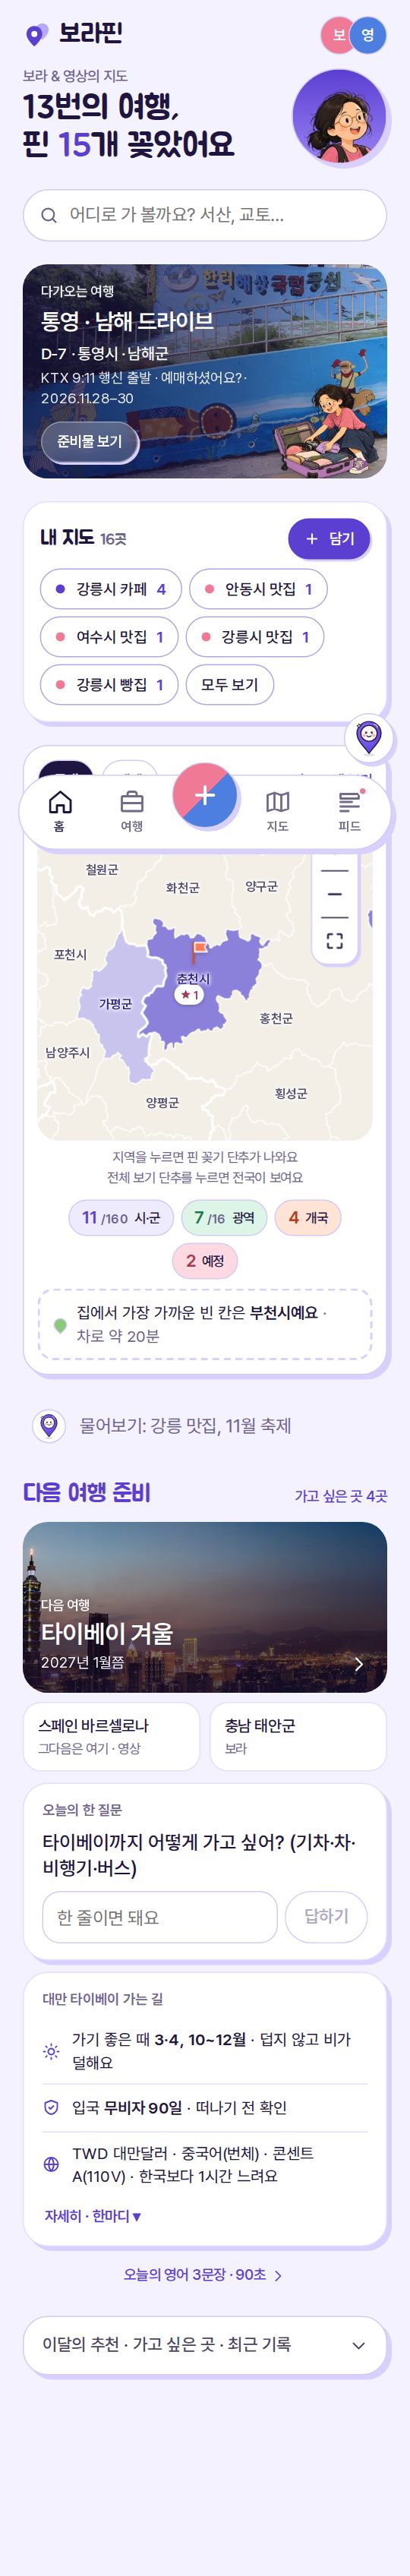 보라핀
보 영
보라 & 영상의 지도
13번의 여행,
핀 15개 꽂았어요
어디로 가 볼까요? 서산, 교토...
한려해상국립공원
다가오는 여행
통영 · 남해 드라이브
D-7 · 통영시 · 남해군
KTX 9:11 행신 출발 · 예매하셨어요? ·
2026.11.28–30
준비물 보기
내 지도 16곳
+ 담기
강릉시 카페 4
안동시 맛집 1
여수시 맛집 1
강릉시 맛집 1
강릉시 빵집 1
모두 보기
홈
여행
지도
피드
철원군
화천군
양구군
포천시
춘천시
★ 1
가평군
홍천군
남양주시
양평군
횡성군
지역을 누르면 핀 꽂기 단추가 나와요
전체 보기 단추를 누르면 전국이 보여요
11 /160 시·군
7 /16 광역
4 개국
2 예정
집에서 가장 가까운 빈 칸은 부천시예요 ·
차로 약 20분
물어보기: 강릉 맛집, 11월 축제
다음 여행 준비
가고 싶은 곳 4곳
다음 여행
타이베이 겨울
2027년 1월쯤
스페인 바르셀로나
그다음은 여기 · 영상
충남 태안군
보라
오늘의 한 질문
타이베이까지 어떻게 가고 싶어? (기차·차·
비행기·버스)
한 줄이면 돼요
답하기
대만 타이베이 가는 길
가기 좋은 때 3·4, 10~12월 · 덥지 않고 비가
덜해요
입국 무비자 90일 · 떠나기 전 확인
TWD 대만달러 · 중국어(번체) · 콘센트
A(110V) · 한국보다 1시간 느려요
자세히 · 한마디 ▾
오늘의 영어 3문장 · 90초
이달의 추천 · 가고 싶은 곳 · 최근 기록